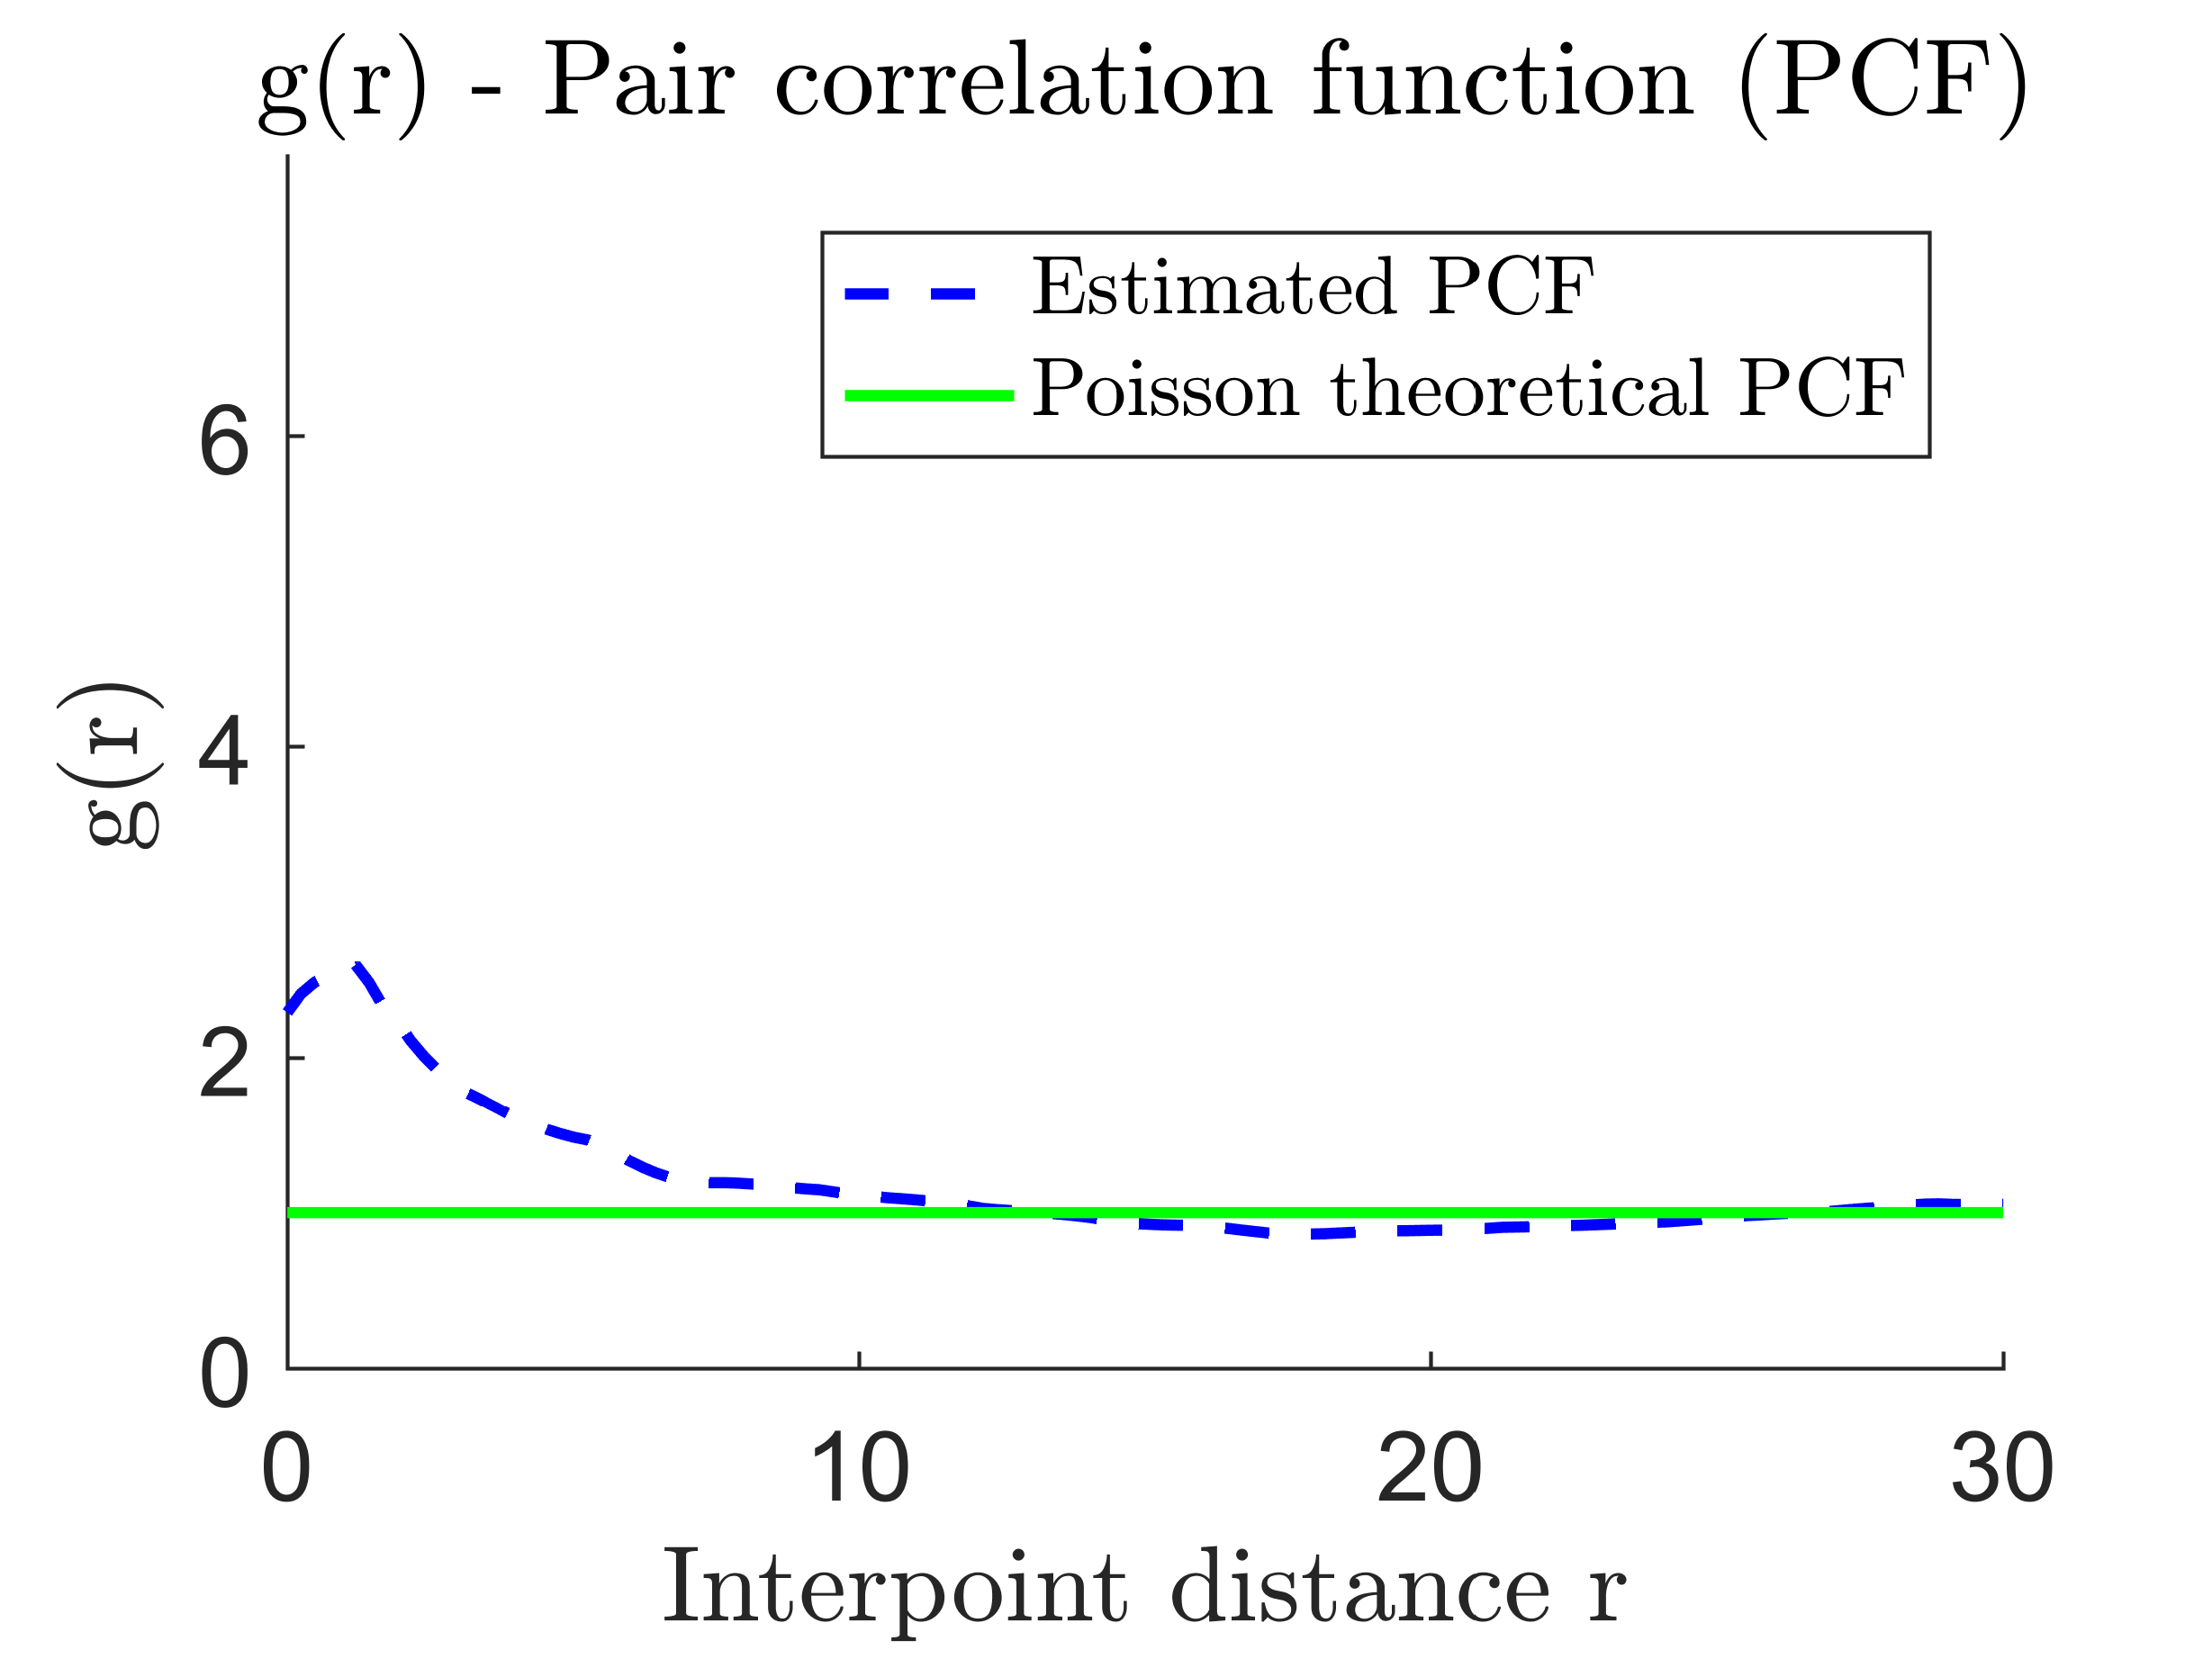 g(r) - Pair correlation function (PCF)
Estimated PCF
Poisson theoretical PCF
6
4
2
0
g(r)
0 10 20 30
Interpoint distance r